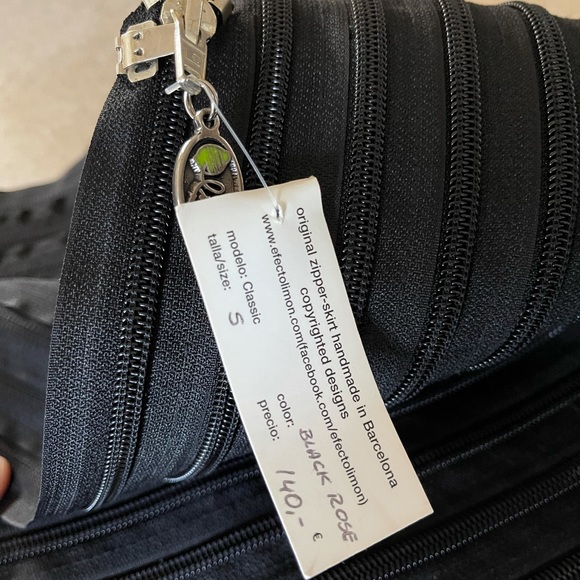 original zipper-skirt handmade in Barcelona
copyrighted designs
www.efectolimon.com(facebook.com/efectolimon)
modelo: Classic
talla/size: S
color: BLACK ROSE
precio: 140,- €